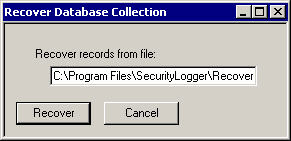 Recover Database Collection
Recover records from file:
C:\Program Files\SecurityLogger\Recover
Recover
Cancel